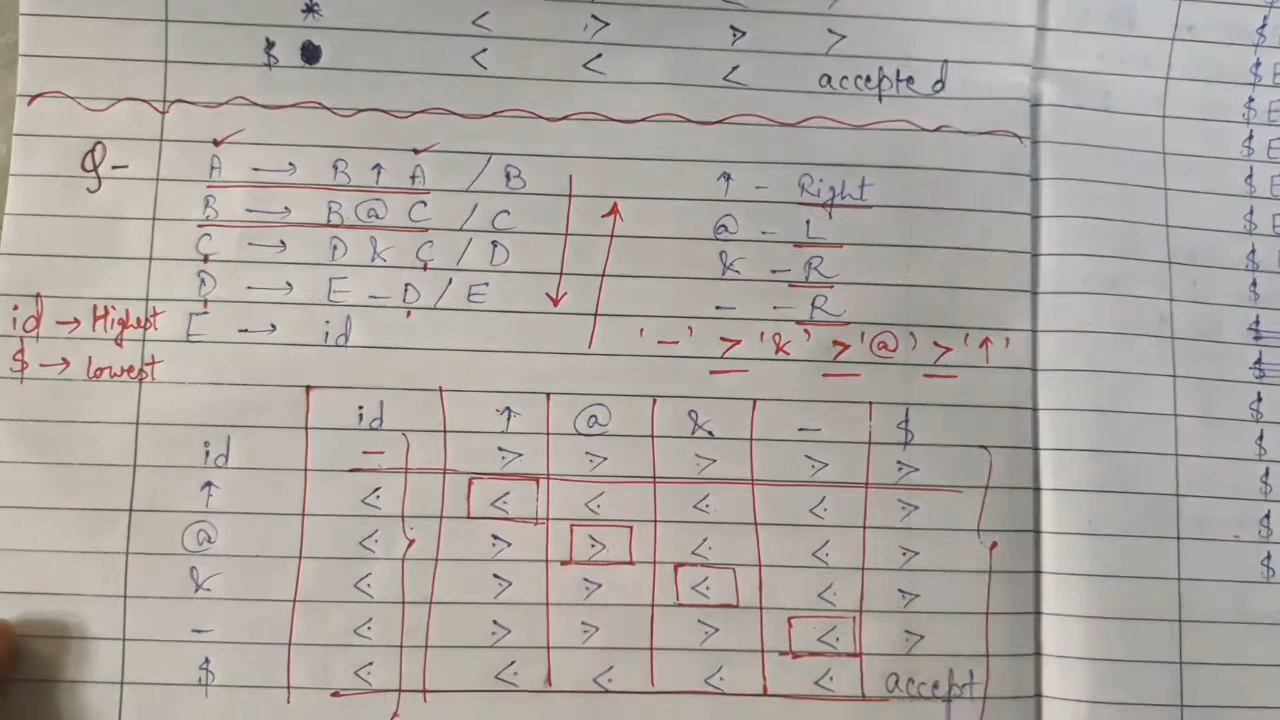 * < ·> ·> >
$ < < < accepted
Q- A → B ↑ A / B
B → B @ C / C
C → D & C / D
D → E - D / E
E → id
↑ - Right
@ - L
& - R
- - R
'-' > '&' > '@' > '↑'
id → Highest
$ → lowest
id ↑ @ & - $
id - ·> ·> ·> ·> ·>
↑ <· <· <· <· <· ·>
@ <· ·> ·> <· <· ·>
& <· ·> ·> <· <· ·>
- <· ·> ·> ·> <· ·>
$ <· <· <· <· <· accept
$
$ E
$ E
$ E
$ E
$ E
$
$
$
$
$
$
$
$